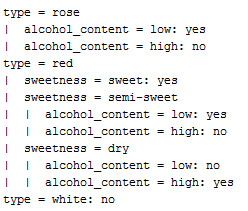 type = rose
| alcohol_content = low: yes
| alcohol_content = high: no
type = red
| sweetness = sweet: yes
| sweetness = semi-sweet
| | alcohol_content = low: yes
| | alcohol_content = high: no
| sweetness = dry
| | alcohol_content = low: no
| | alcohol_content = high: yes
type = white: no